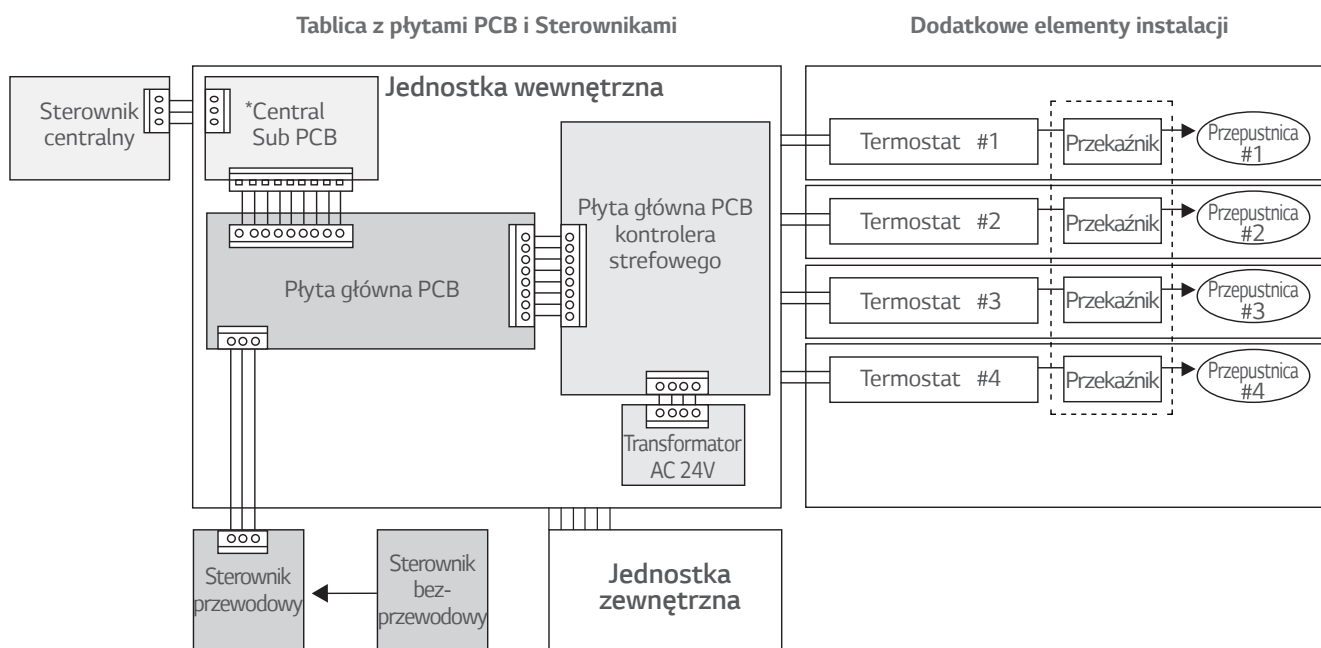 Tablica z płytami PCB i Sterownikami
Dodatkowe elementy instalacji
Jednostka wewnętrzna
Sterownik
centralny
*Central
Sub PCB
Płyta główna PCB
Płyta główna PCB
kontrolera
strefowego
Transformator
AC 24V
Termostat #1
Przekaźnik
Przepustnica
#1
Termostat #2
Przekaźnik
Przepustnica
#2
Termostat #3
Przekaźnik
Przepustnica
#3
Termostat #4
Przekaźnik
Przepustnica
#4
Sterownik
przewodowy
Sterownik
bez-
przewodowy
Jednostka
zewnętrzna